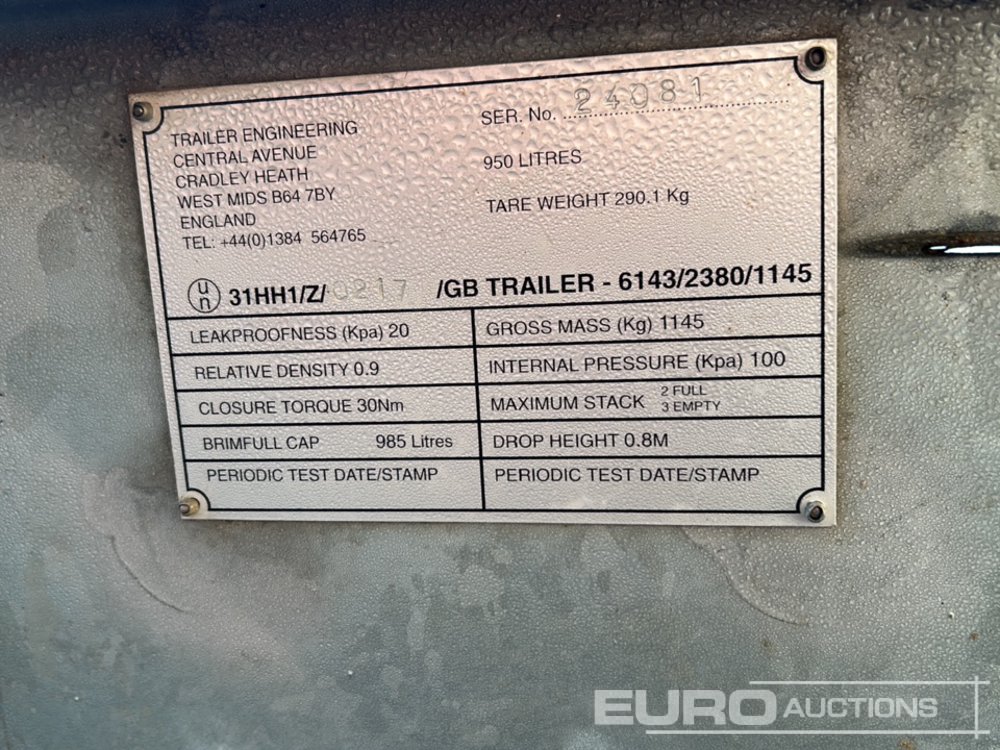 TRAILER ENGINEERING
CENTRAL AVENUE
CRADLEY HEATH
WEST MIDS B64 7BY
ENGLAND
TEL: +44(0)1384 564765
SER. No. 24081
950 LITRES
TARE WEIGHT 290.1 Kg
un 31HH1/Z/0217 /GB TRAILER - 6143/2380/1145
LEAKPROOFNESS (Kpa) 20
GROSS MASS (Kg) 1145
RELATIVE DENSITY 0.9
INTERNAL PRESSURE (Kpa) 100
CLOSURE TORQUE 30Nm
MAXIMUM STACK 2 FULL
3 EMPTY
BRIMFULL CAP 985 Litres
DROP HEIGHT 0.8M
PERIODIC TEST DATE/STAMP
PERIODIC TEST DATE/STAMP
EURO AUCTIONS